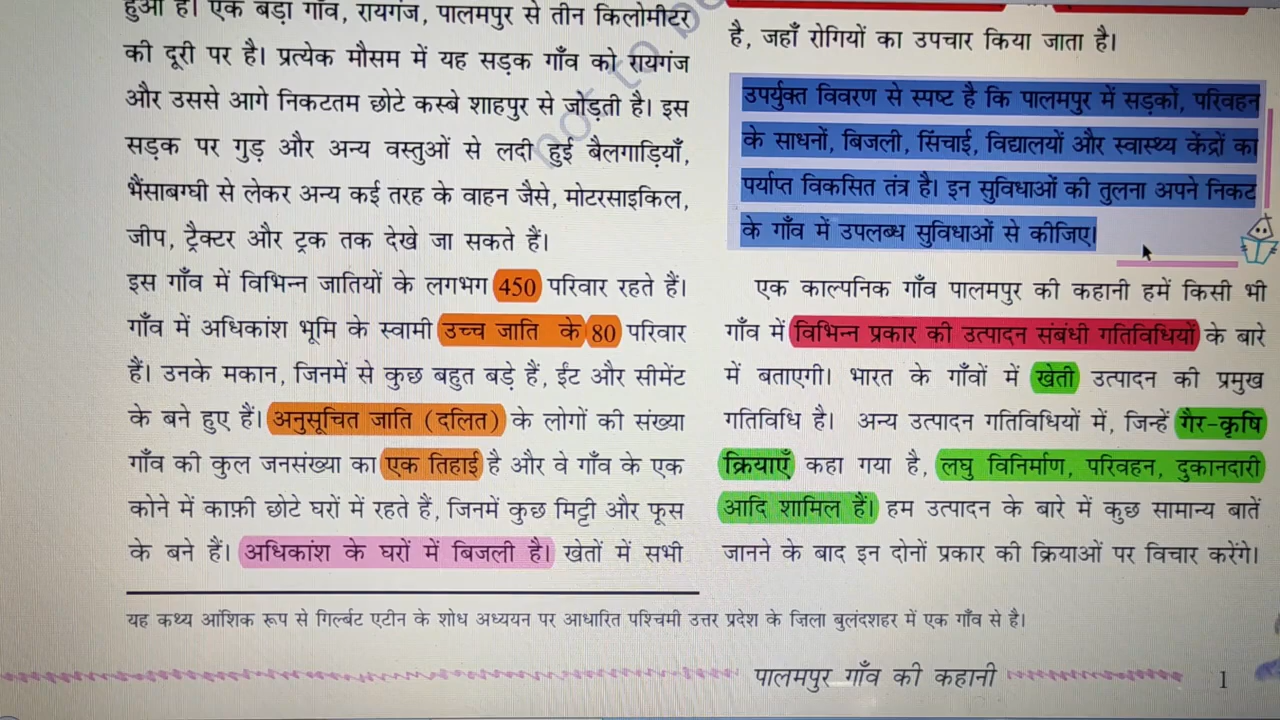 हुआ है। एक बड़ा गाँव, रायगंज, पालमपुर से तीन किलोमीटर
की दूरी पर है। प्रत्येक मौसम में यह सड़क गाँव को रायगंज
और उससे आगे निकटतम छोटे कस्बे शाहपुर से जोड़ती है। इस
सड़क पर गुड़ और अन्य वस्तुओं से लदी हुई बैलगाड़ियाँ,
भैंसाबग्घी से लेकर अन्य कई तरह के वाहन जैसे, मोटरसाइकिल,
जीप, ट्रैक्टर और ट्रक तक देखे जा सकते हैं।
इस गाँव में विभिन्न जातियों के लगभग 450 परिवार रहते हैं।
गाँव में अधिकांश भूमि के स्वामी उच्च जाति के 80 परिवार
हैं। उनके मकान, जिनमें से कुछ बहुत बड़े हैं, ईंट और सीमेंट
के बने हुए हैं। अनुसूचित जाति (दलित) के लोगों की संख्या
गाँव की कुल जनसंख्या का एक तिहाई है और वे गाँव के एक
कोने में काफ़ी छोटे घरों में रहते हैं, जिनमें कुछ मिट्टी और फूस
के बने हैं। अधिकांश के घरों में बिजली है। खेतों में सभी
not to be
है, जहाँ रोगियों का उपचार किया जाता है।
उपर्युक्त विवरण से स्पष्ट है कि पालमपुर में सड़कों, परिवहन
के साधनों, बिजली, सिंचाई, विद्यालयों और स्वास्थ्य केंद्रों का
पर्याप्त विकसित तंत्र है। इन सुविधाओं की तुलना अपने निकट
के गाँव में उपलब्ध सुविधाओं से कीजिए।
एक काल्पनिक गाँव पालमपुर की कहानी हमें किसी भी
गाँव में विभिन्न प्रकार की उत्पादन संबंधी गतिविधियों के बारे
में बताएगी। भारत के गाँवों में खेती उत्पादन की प्रमुख
गतिविधि है। अन्य उत्पादन गतिविधियों में, जिन्हें गैर-कृषि
क्रियाएँ कहा गया है, लघु विनिर्माण, परिवहन, दुकानदारी
आदि शामिल हैं। हम उत्पादन के बारे में कुछ सामान्य बातें
जानने के बाद इन दोनों प्रकार की क्रियाओं पर विचार करेंगे।
यह कथ्य आंशिक रूप से गिर्ल्बट एटीन के शोध अध्ययन पर आधारित पश्चिमी उत्तर प्रदेश के ज़िला बुलंदशहर में एक गाँव से है।
पालमपुर गाँव की कहानी 1